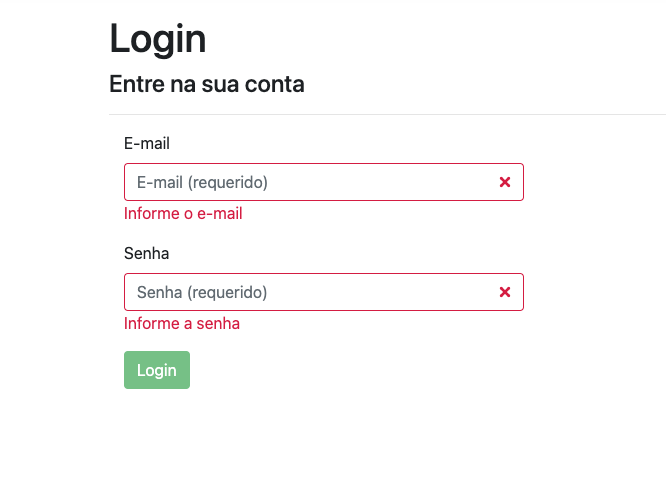 Login
Entre na sua conta
E-mail
E-mail (requerido)
Informe o e-mail
Senha
Senha (requerido)
Informe a senha
Login